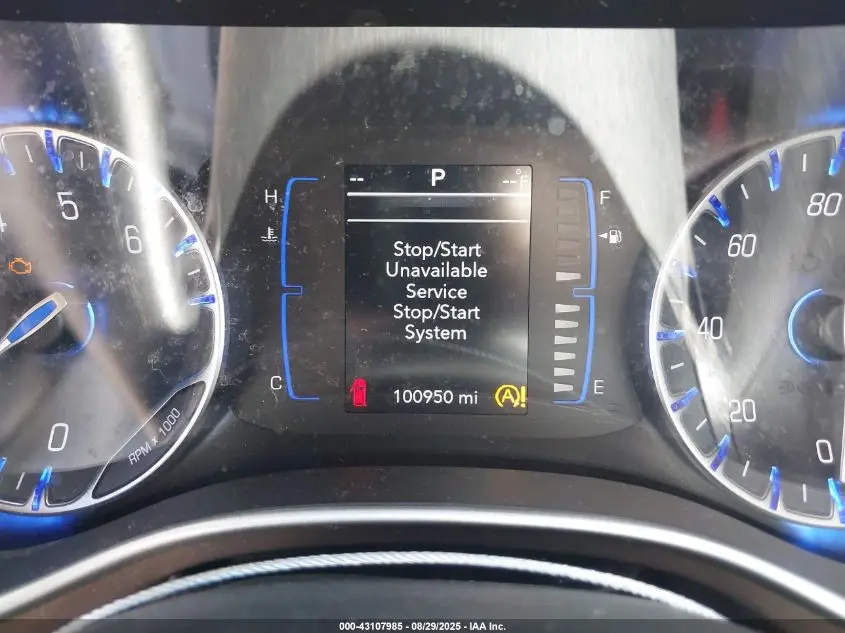 -- P --°F
H F
5
6
80
60
Stop/Start
Unavailable
Service
Stop/Start
System
40
C E
100950 mi
A!
20
0
RPM x 1000
0
000-43107985 - 08/29/2025 - IAA Inc.